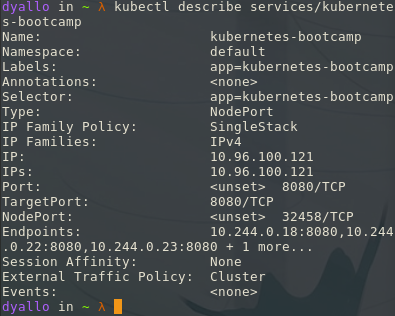 dyallo in ~ λ kubectl describe services/kubernete
s-bootcamp
Name:                     kubernetes-bootcamp
Namespace:                default
Labels:                   app=kubernetes-bootcamp
Annotations:              <none>
Selector:                 app=kubernetes-bootcamp
Type:                     NodePort
IP Family Policy:         SingleStack
IP Families:              IPv4
IP:                       10.96.100.121
IPs:                      10.96.100.121
Port:                     <unset>  8080/TCP
TargetPort:               8080/TCP
NodePort:                 <unset>  32458/TCP
Endpoints:                10.244.0.18:8080,10.244
.0.22:8080,10.244.0.23:8080 + 1 more...
Session Affinity:         None
External Traffic Policy:  Cluster
Events:                   <none>
dyallo in ~ λ